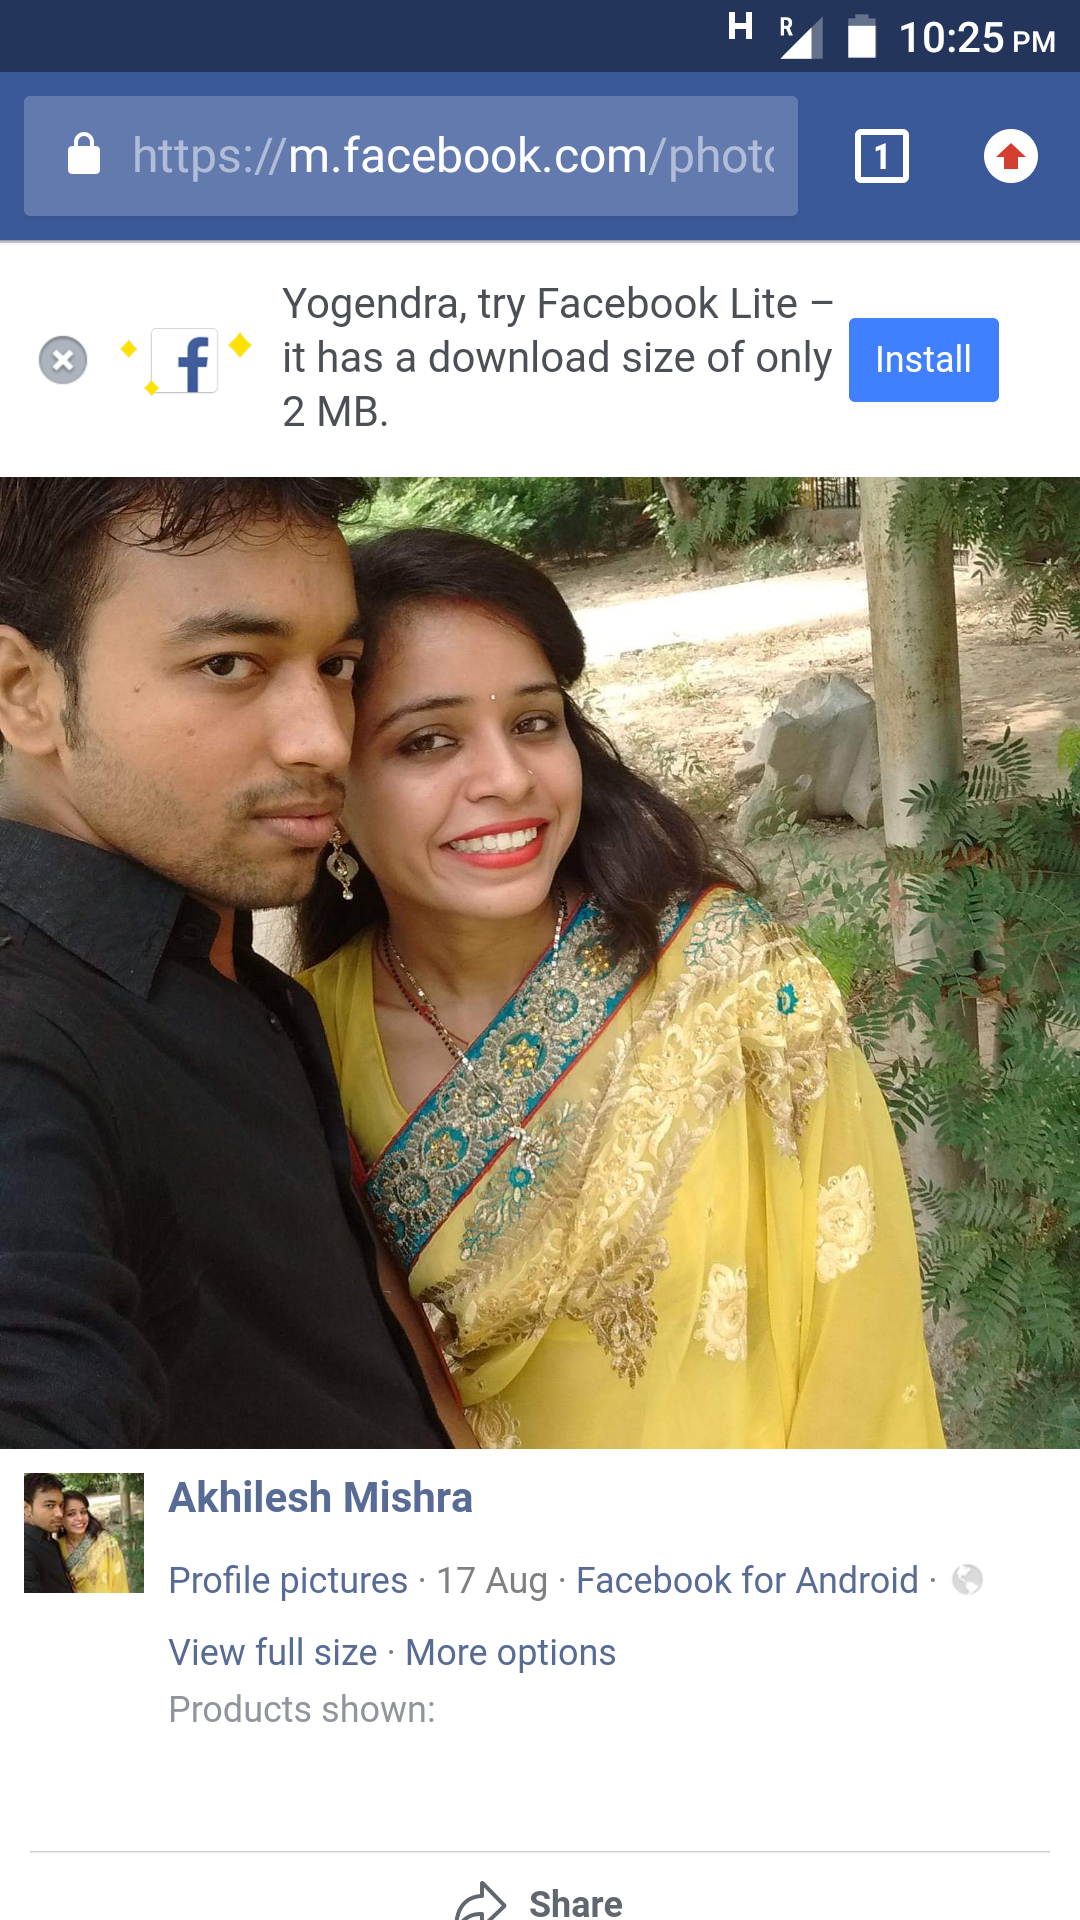 H R 10:25 PM
https://m.facebook.com/photo
1
Yogendra, try Facebook Lite –
it has a download size of only
2 MB.
Install
Akhilesh Mishra
Profile pictures · 17 Aug · Facebook for Android ·
View full size · More options
Products shown:
Share